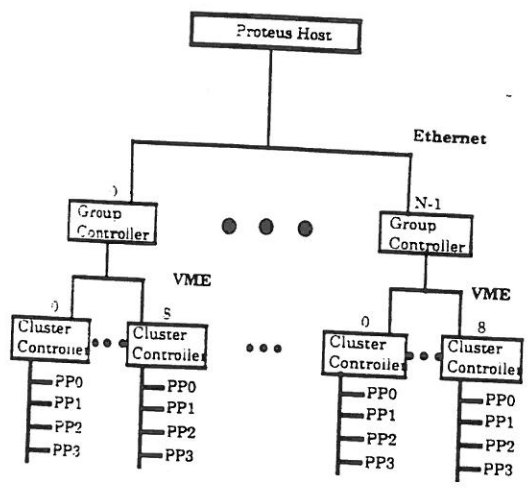 Proteus Host
Ethernet
N-1
Group
Controller
Group
Controller
VME
VME
0
8
Cluster
Controller
Cluster
Controller
0
8
Cluster
Controller
Cluster
Controller
PP0
PP1
PP2
PP3
PP0
PP1
PP2
PP3
PP0
PP1
PP2
PP3
PP0
PP1
PP2
PP3